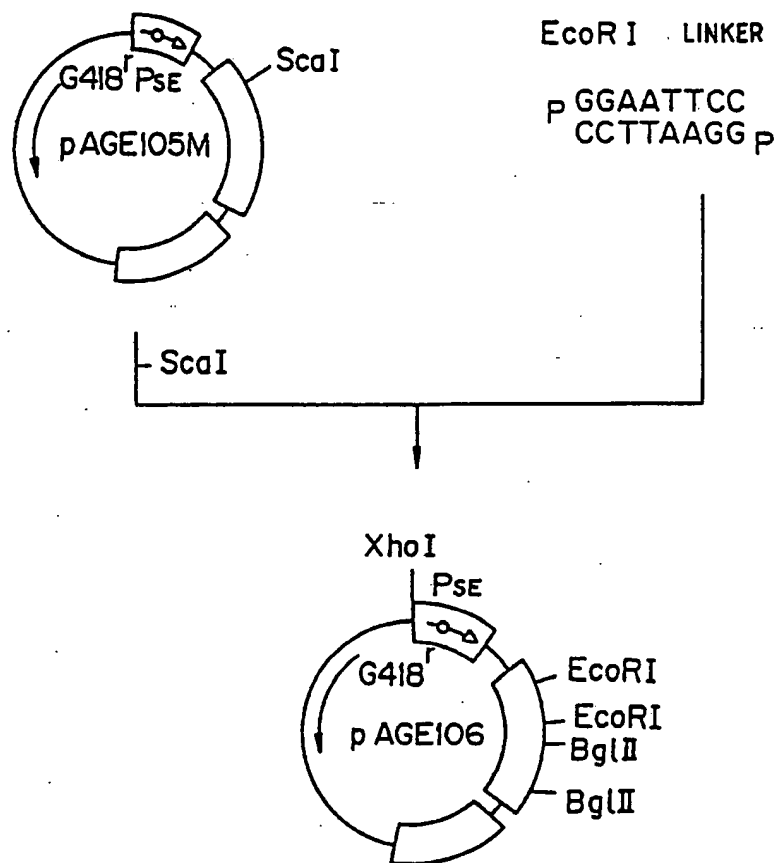 ScaI
G418r PSE
pAGE105M
EcoRI LINKER
P GGAATTCC
CCTTAAGG P
ScaI
XhoI
PSE
G418r
pAGE106
EcoRI
EcoRI
BglII
BglII